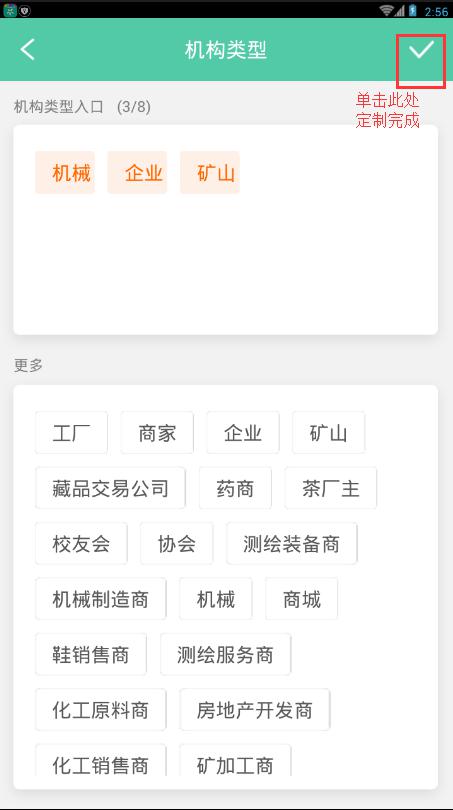 2:56
机构类型
单击此处
定制完成
机构类型入口 (3/8)
机械 企业 矿山
更多
工厂 商家 企业 矿山
藏品交易公司 药商 茶厂主
校友会 协会 测绘装备商
机械制造商 机械 商城
鞋销售商 测绘服务商
化工原料商 房地产开发商
化工销售商 矿加工商